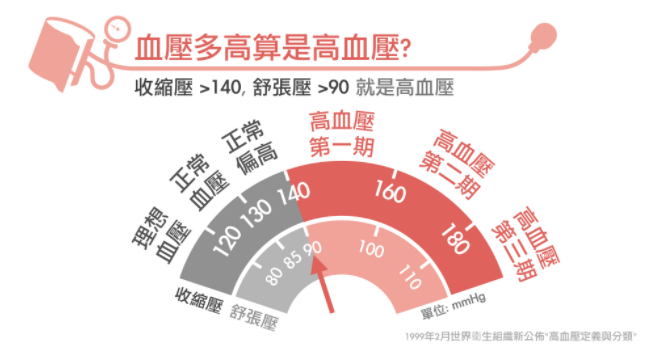 血壓多高算是高血壓?
收縮壓 >140, 舒張壓 >90 就是高血壓
理想
血壓
正常
血壓
正常
偏高
高血壓
第一期
高血壓
第二期
高血壓
第三期
120
130
140
160
180
80
85
90
100
110
收縮壓
舒張壓
單位: mmHg
1999年2月世界衛生組織新公佈"高血壓定義與分類"